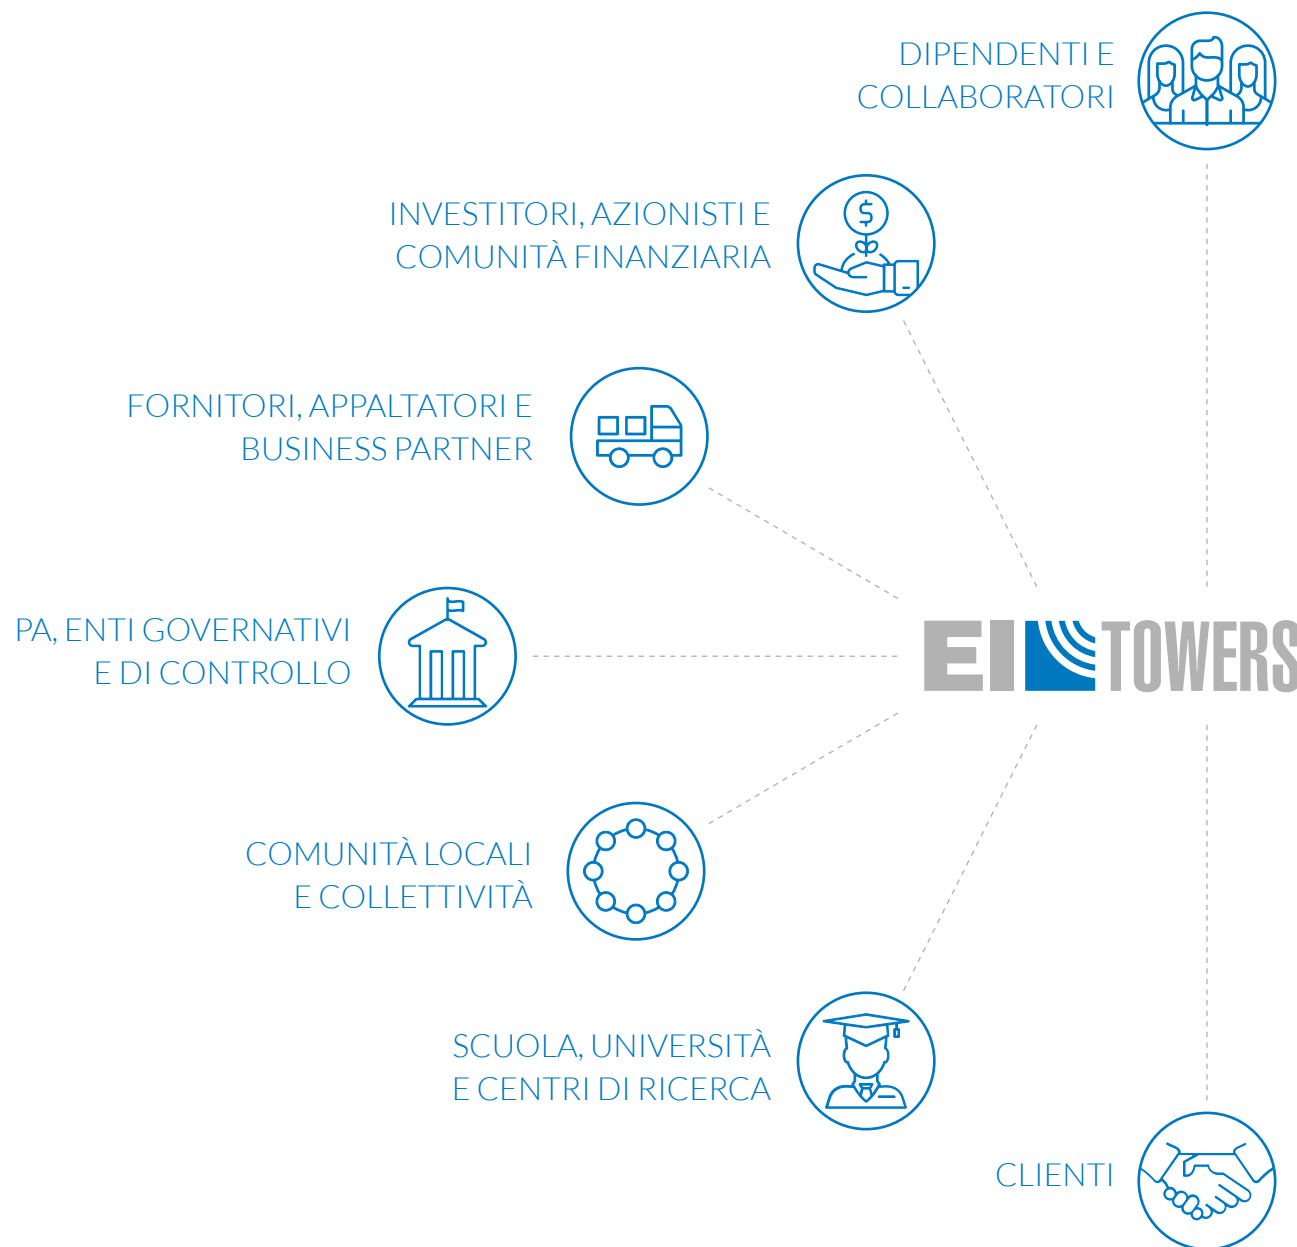 DIPENDENTI E
COLLABORATORI
INVESTITORI, AZIONISTI E
COMUNITÀ FINANZIARIA
FORNITORI, APPALTATORI E
BUSINESS PARTNER
PA, ENTI GOVERNATIVI
E DI CONTROLLO
EI TOWERS
COMUNITÀ LOCALI
E COLLETTIVITÀ
SCUOLA, UNIVERSITÀ
E CENTRI DI RICERCA
CLIENTI